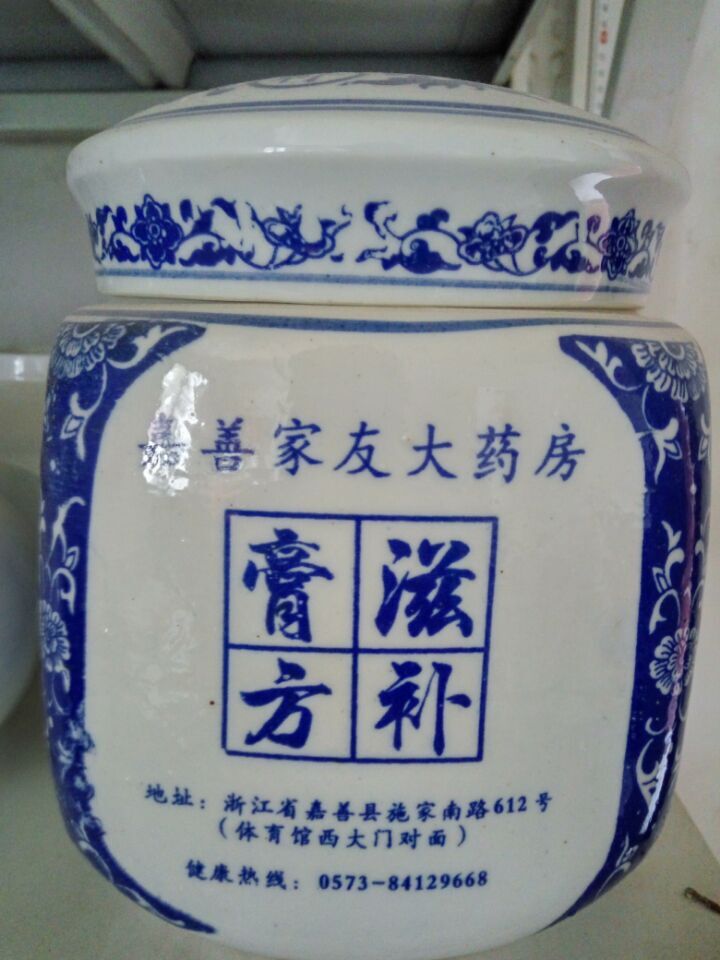 嘉善家友大药房
滋补
膏方
地址：浙江省嘉善县施家南路612号
（体育馆西大门对面）
健康热线：0573-84129668